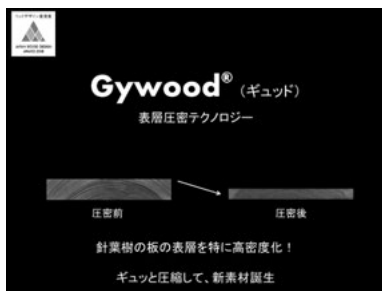 Gywood® (ギュッド)
表層圧密テクノロジー
圧密前
圧密後
針葉樹の板の表層を特に高密度化！
ギュッと圧縮して、新素材誕生